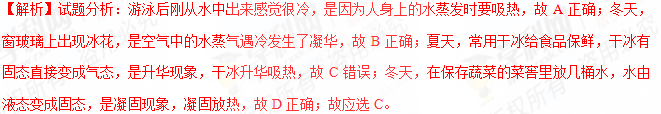 【解析】试题分析：游泳后刚从水中出来感觉很冷，是因为人身上的水蒸发时要吸热，故 A 正确；冬天，
窗玻璃上出现冰花，是空气中的水蒸气遇冷发生了凝华，故 B 正确；夏天，常用干冰给食品保鲜，干冰有
固态直接变成气态，是升华现象，干冰升华吸热，故 C 错误；冬天，在保存蔬菜的菜窖里放几桶水，水由
液态变成固态，是凝固现象，凝固放热，故 D 正确；故应选 C。